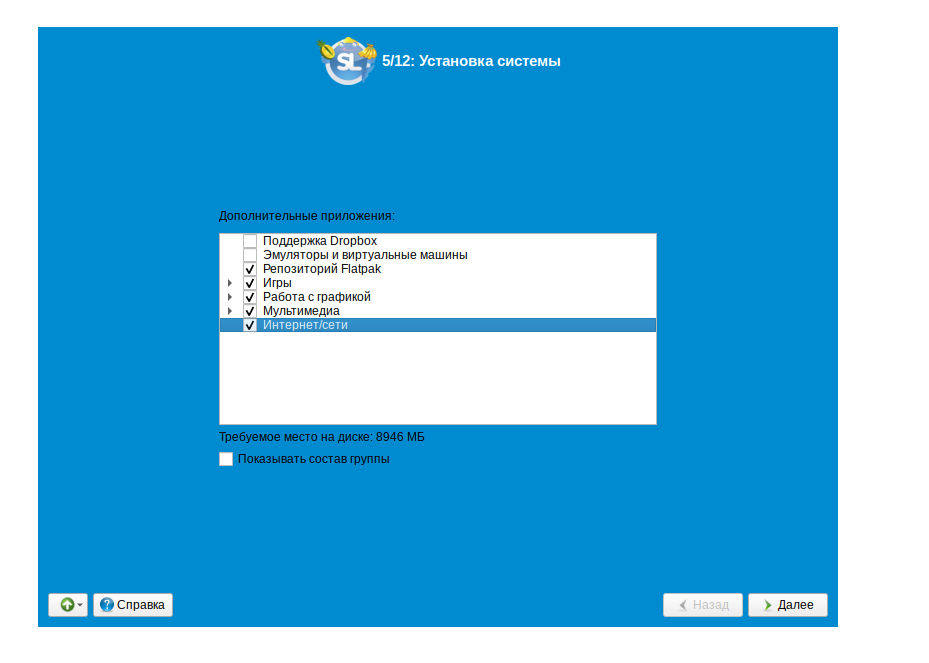 SL
5/12: Установка системы
Дополнительные приложения:
Поддержка Dropbox
Эмуляторы и виртуальные машины
Репозиторий Flatpak
Игры
Работа с графикой
Мультимедиа
Интернет/сети
Требуемое место на диске: 8946 МБ
Показывать состав группы
Справка
Назад
Далее